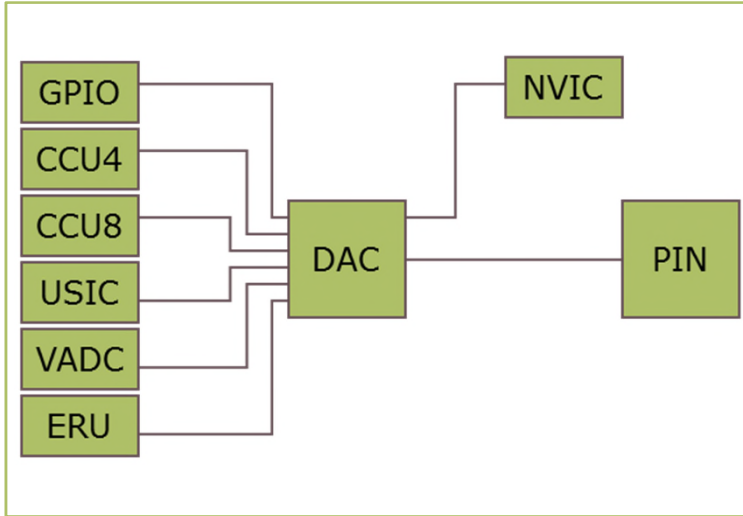 GPIO
CCU4
CCU8
USIC
VADC
ERU
DAC
NVIC
PIN